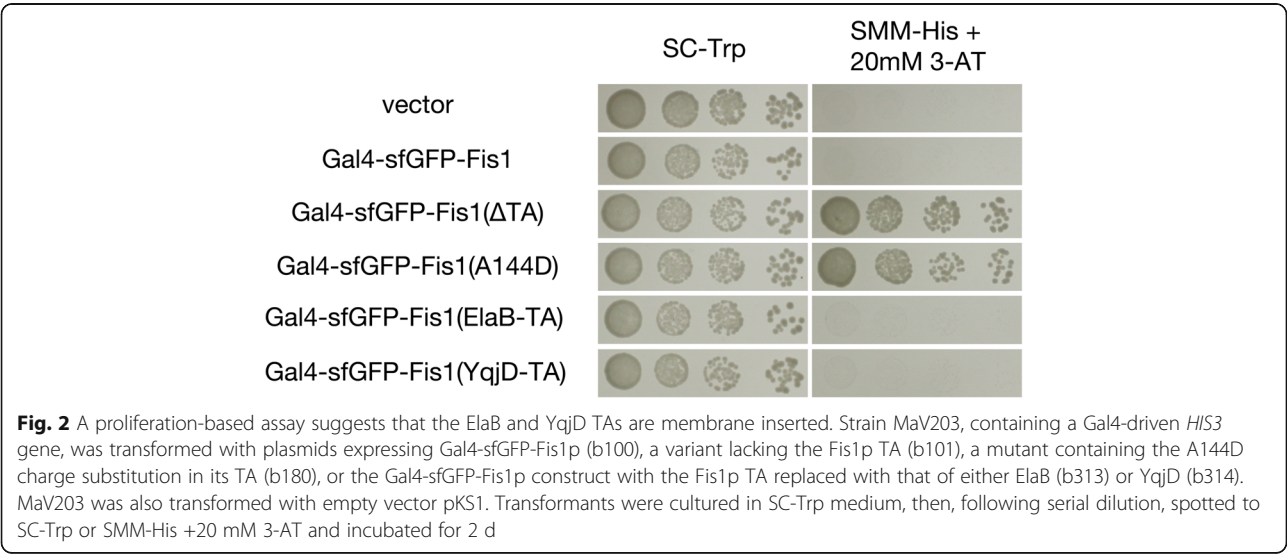 SC-Trp
SMM-His +
20mM 3-AT
vector
Gal4-sfGFP-Fis1
Gal4-sfGFP-Fis1(ΔTA)
Gal4-sfGFP-Fis1(A144D)
Gal4-sfGFP-Fis1(ElaB-TA)
Gal4-sfGFP-Fis1(YqjD-TA)
Fig. 2 A proliferation-based assay suggests that the ElaB and YqjD TAs are membrane inserted. Strain MaV203, containing a Gal4-driven HIS3
gene, was transformed with plasmids expressing Gal4-sfGFP-Fis1p (b100), a variant lacking the Fis1p TA (b101), a mutant containing the A144D
charge substitution in its TA (b180), or the Gal4-sfGFP-Fis1p construct with the Fis1p TA replaced with that of either ElaB (b313) or YqjD (b314).
MaV203 was also transformed with empty vector pKS1. Transformants were cultured in SC-Trp medium, then, following serial dilution, spotted to
SC-Trp or SMM-His +20 mM 3-AT and incubated for 2 d